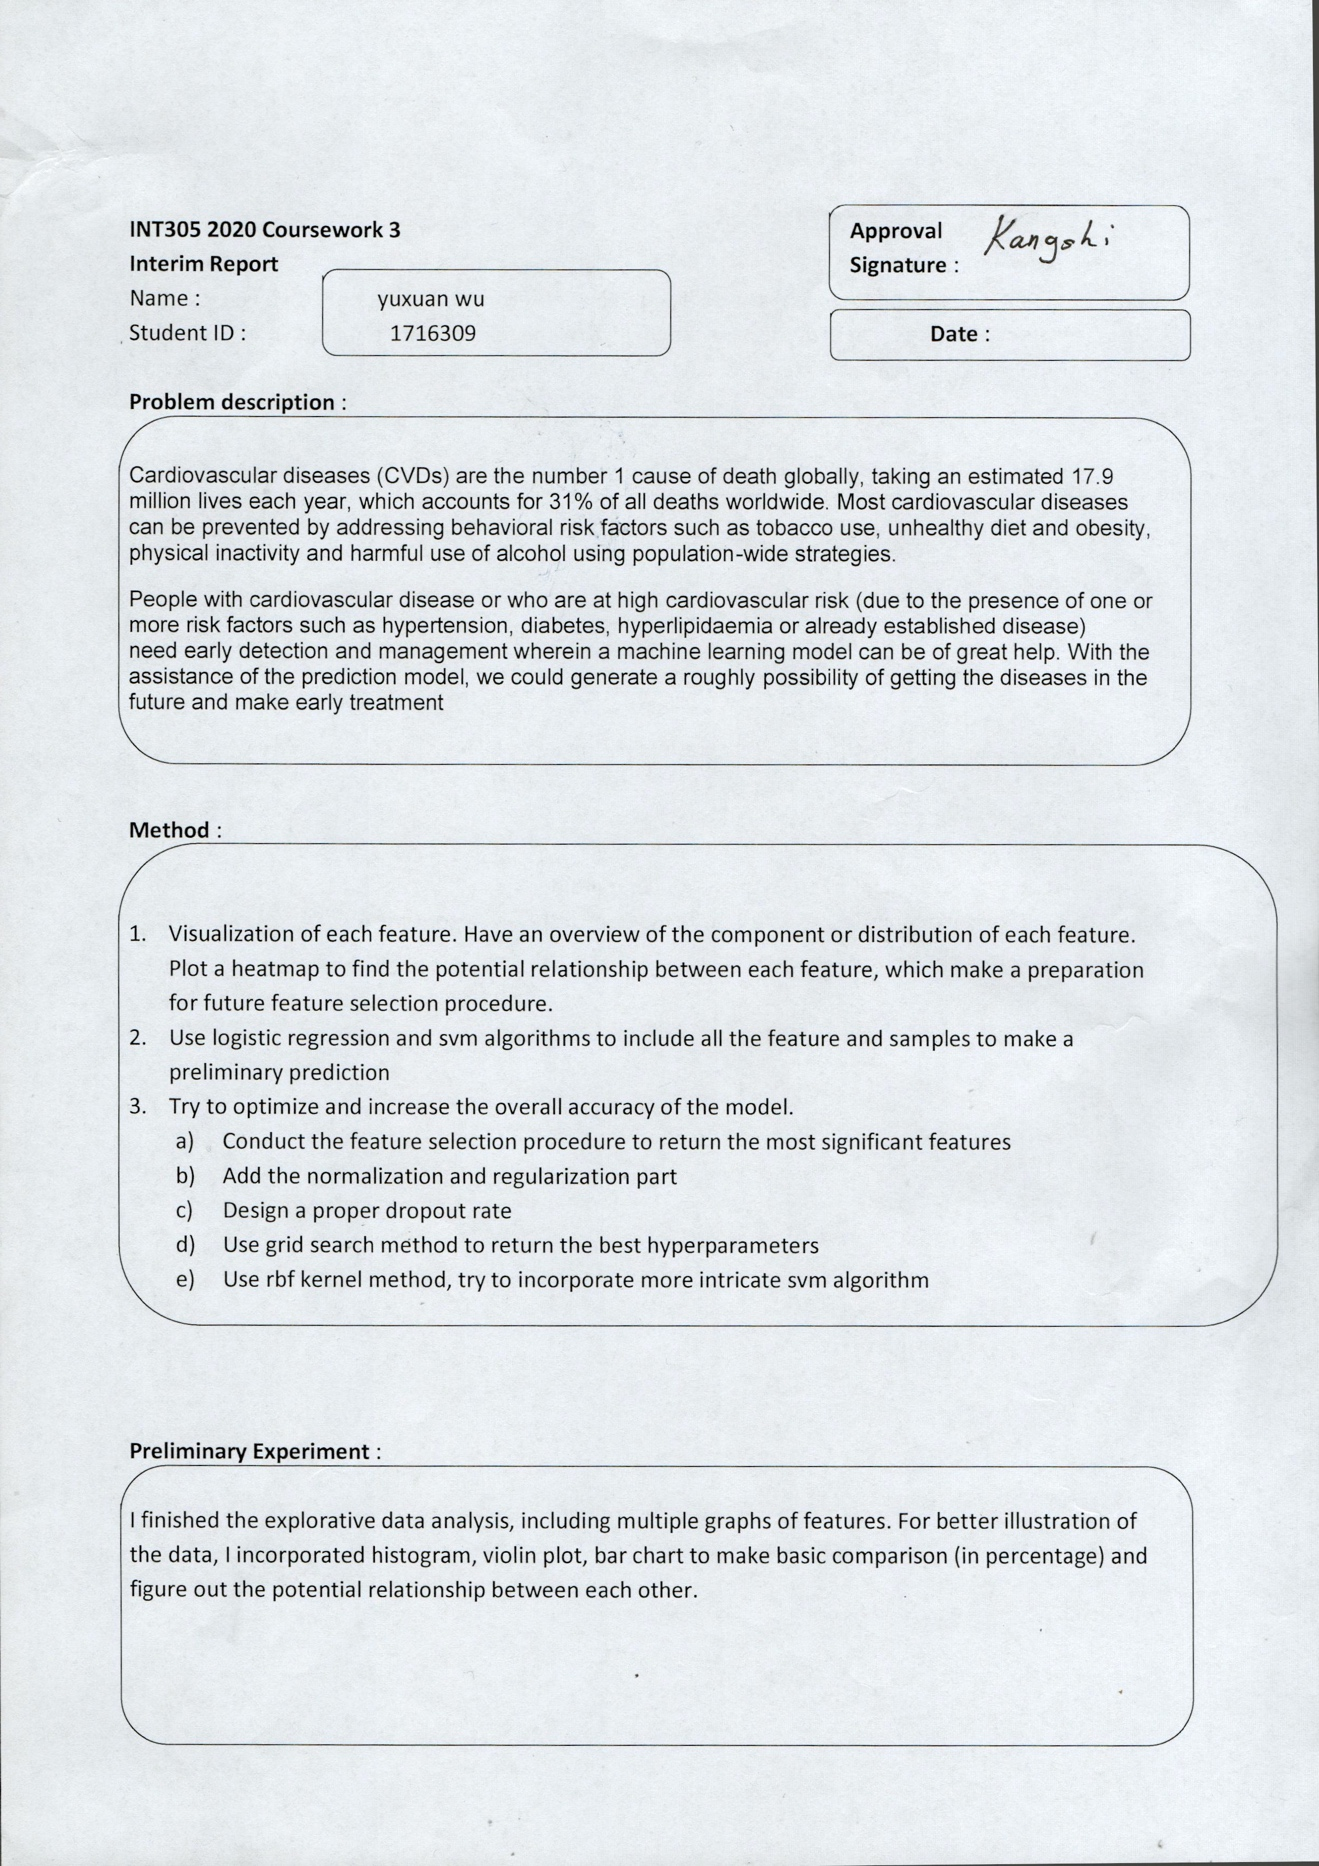 INT305 2020 Coursework 3
Interim Report
Name :
yuxuan wu
Student ID :
1716309
Approval
Signature :
Kangshi
Date :
Problem description :
Cardiovascular diseases (CVDs) are the number 1 cause of death globally, taking an estimated 17.9
million lives each year, which accounts for 31% of all deaths worldwide. Most cardiovascular diseases
can be prevented by addressing behavioral risk factors such as tobacco use, unhealthy diet and obesity,
physical inactivity and harmful use of alcohol using population-wide strategies.
People with cardiovascular disease or who are at high cardiovascular risk (due to the presence of one or
more risk factors such as hypertension, diabetes, hyperlipidaemia or already established disease)
need early detection and management wherein a machine learning model can be of great help. With the
assistance of the prediction model, we could generate a roughly possibility of getting the diseases in the
future and make early treatment
Method :
1. Visualization of each feature. Have an overview of the component or distribution of each feature.
Plot a heatmap to find the potential relationship between each feature, which make a preparation
for future feature selection procedure.
2. Use logistic regression and svm algorithms to include all the feature and samples to make a
preliminary prediction
3. Try to optimize and increase the overall accuracy of the model.
a) Conduct the feature selection procedure to return the most significant features
b) Add the normalization and regularization part
c) Design a proper dropout rate
d) Use grid search method to return the best hyperparameters
e) Use rbf kernel method, try to incorporate more intricate svm algorithm
Preliminary Experiment :
I finished the explorative data analysis, including multiple graphs of features. For better illustration of
the data, I incorporated histogram, violin plot, bar chart to make basic comparison (in percentage) and
figure out the potential relationship between each other.